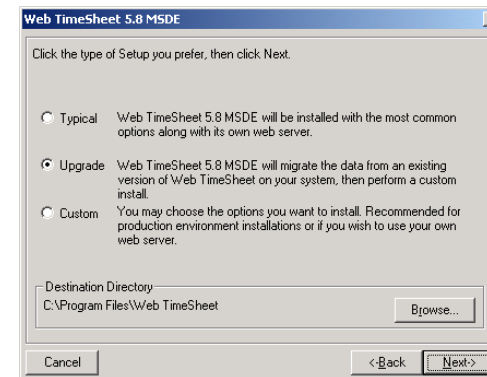 Web TimeSheet 5.8 MSDE
Click the type of Setup you prefer, then click Next.
Typical Web TimeSheet 5.8 MSDE will be installed with the most common
options along with its own web server.
Upgrade Web TimeSheet 5.8 MSDE will migrate the data from an existing
version of Web TimeSheet on your system, then perform a custom
install.
Custom You may choose the options you want to install. Recommended for
production environment installations or if you wish to use your own
web server.
Destination Directory
C:\Program Files\Web TimeSheet
Browse...
Cancel <-Back Next->